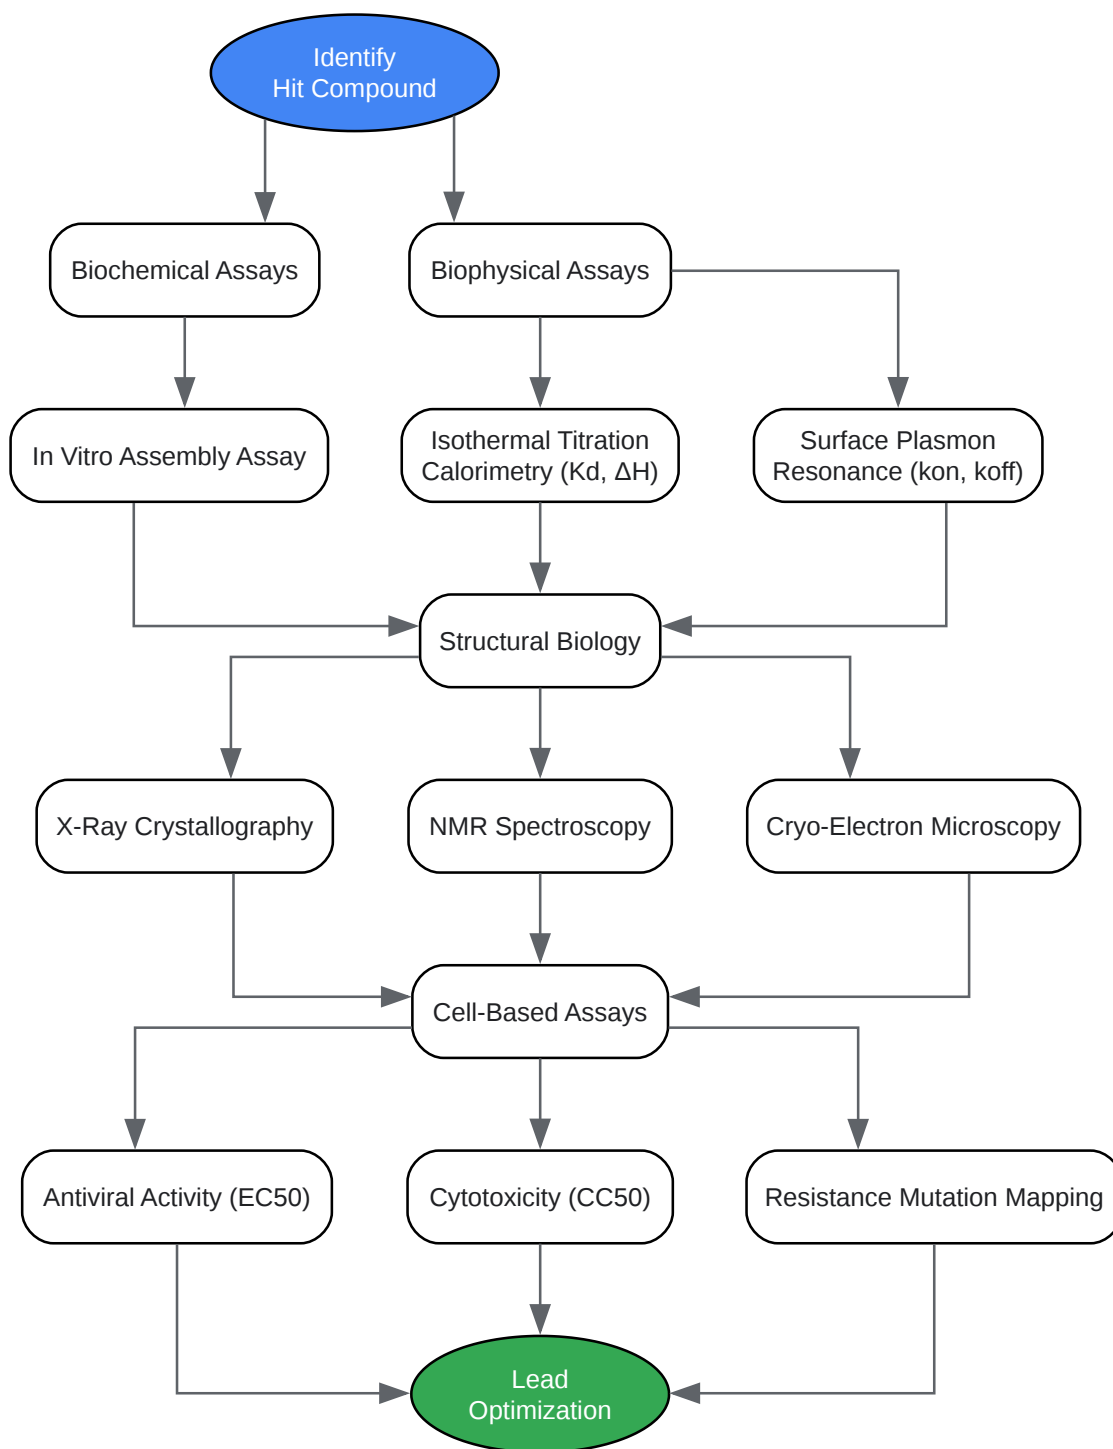 Identify
Hit Compound
Biochemical Assays
Biophysical Assays
In Vitro Assembly Assay
Isothermal Titration
Calorimetry (Kd, ΔH)
Surface Plasmon
Resonance (kon, koff)
Structural Biology
X-Ray Crystallography
NMR Spectroscopy
Cryo-Electron Microscopy
Cell-Based Assays
Antiviral Activity (EC50)
Cytotoxicity (CC50)
Resistance Mutation Mapping
Lead
Optimization